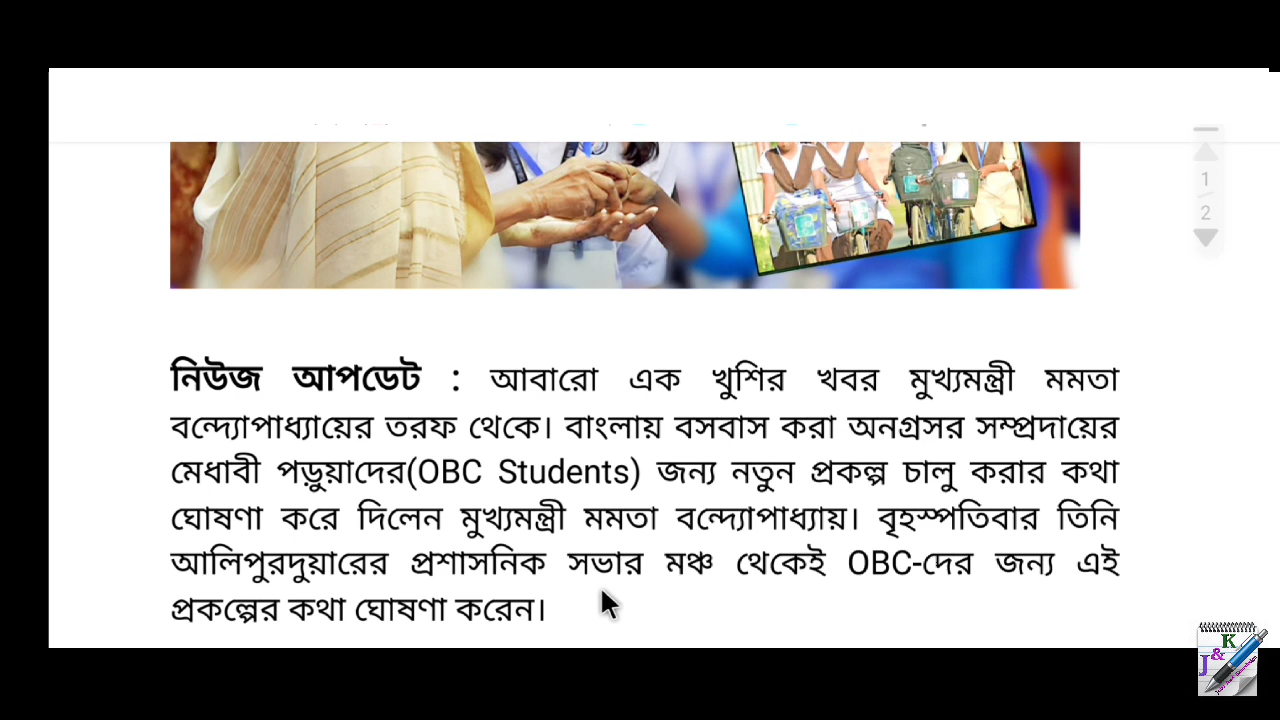 নিউজ আপডেট : আবারো এক খুশির খবর মুখ্যমন্ত্রী মমতা
বন্দ্যোপাধ্যায়ের তরফ থেকে। বাংলায় বসবাস করা অনগ্রসর সম্প্রদায়ের
মেধাবী পড়ুয়াদের(OBC Students) জন্য নতুন প্রকল্প চালু করার কথা
ঘোষণা করে দিলেন মুখ্যমন্ত্রী মমতা বন্দ্যোপাধ্যায়। বৃহস্পতিবার তিনি
আলিপুরদুয়ারের প্রশাসনিক সভার মঞ্চ থেকেই OBC-দের জন্য এই
প্রকল্পের কথা ঘোষণা করেন।
1
2
J&K